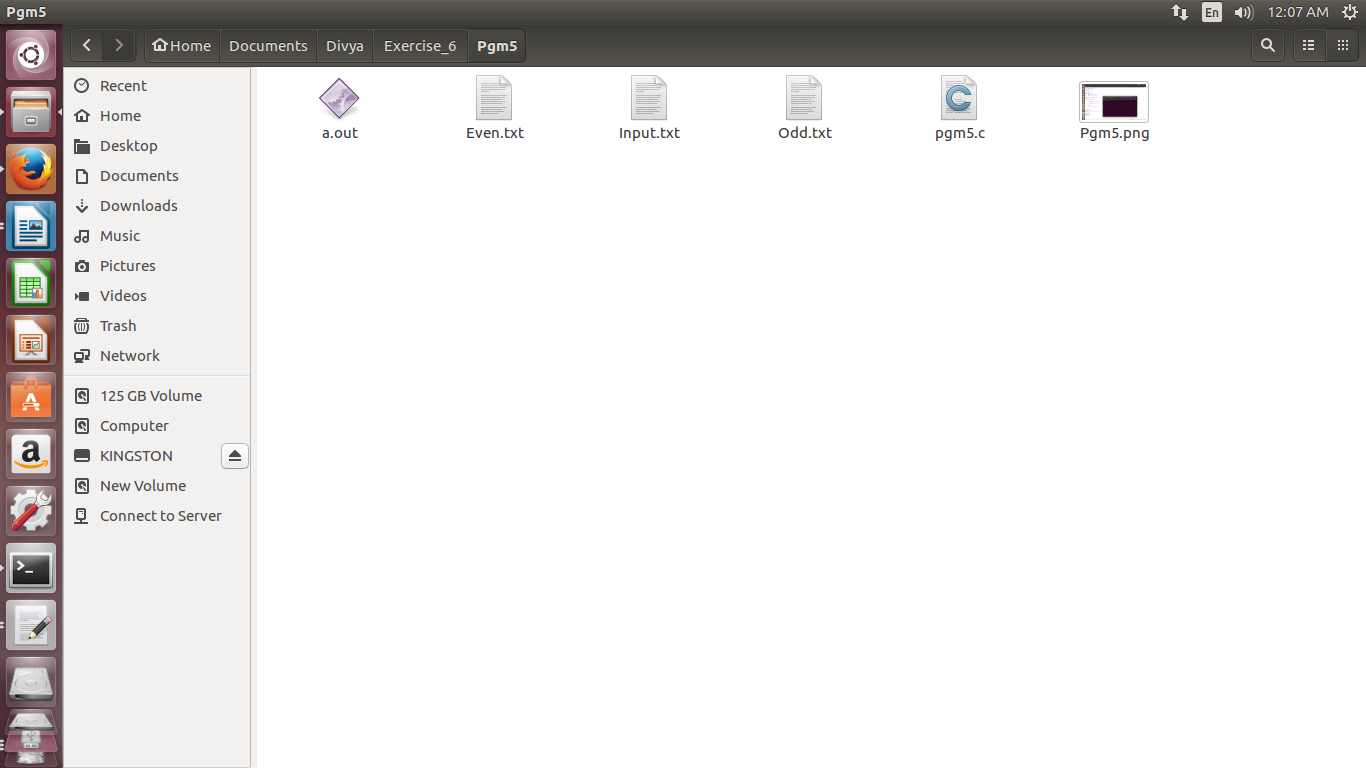 Pgm5
En
12:07 AM
Home Documents Divya Exercise_6 Pgm5
Recent
Home
Desktop
Documents
Downloads
Music
Pictures
Videos
Trash
Network
125 GB Volume
Computer
KINGSTON
New Volume
Connect to Server
a.out
Even.txt
Input.txt
Odd.txt
pgm5.c
Pgm5.png